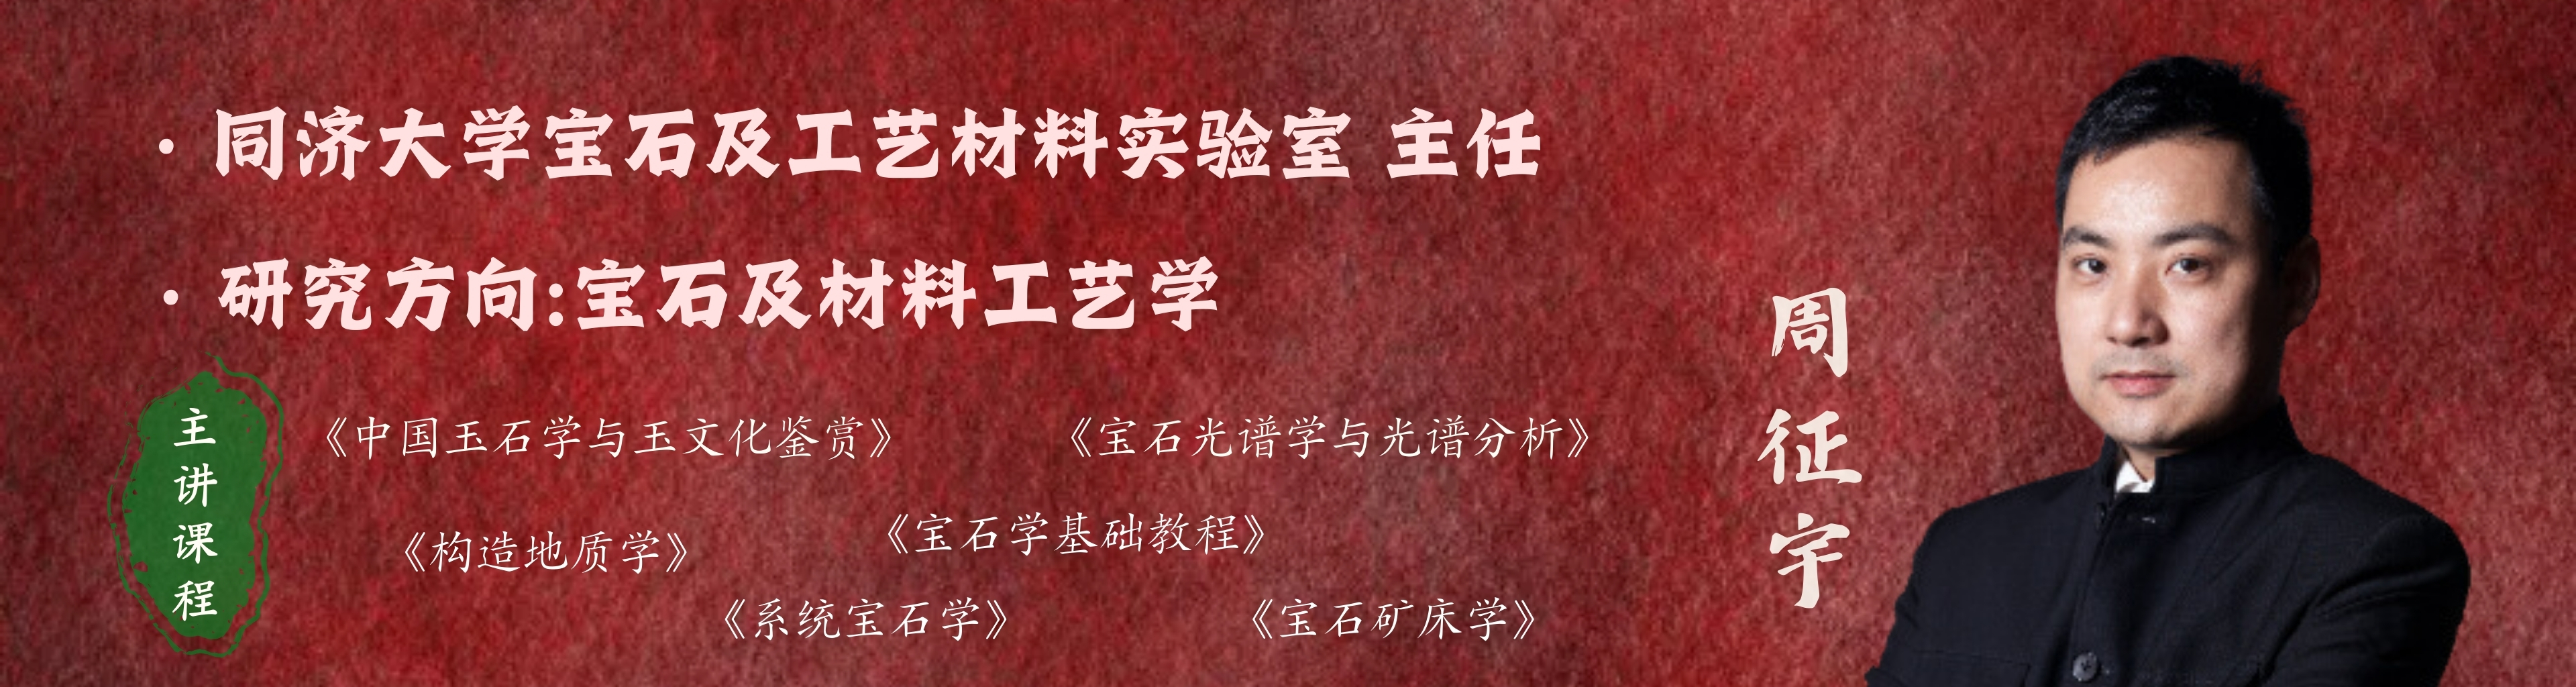 · 同济大学宝石及工艺材料实验室 主任
· 研究方向:宝石及材料工艺学
主讲课程
《中国玉石学与玉文化鉴赏》
《宝石光谱学与光谱分析》
《构造地质学》
《宝石学基础教程》
《系统宝石学》
《宝石矿床学》
周征宇